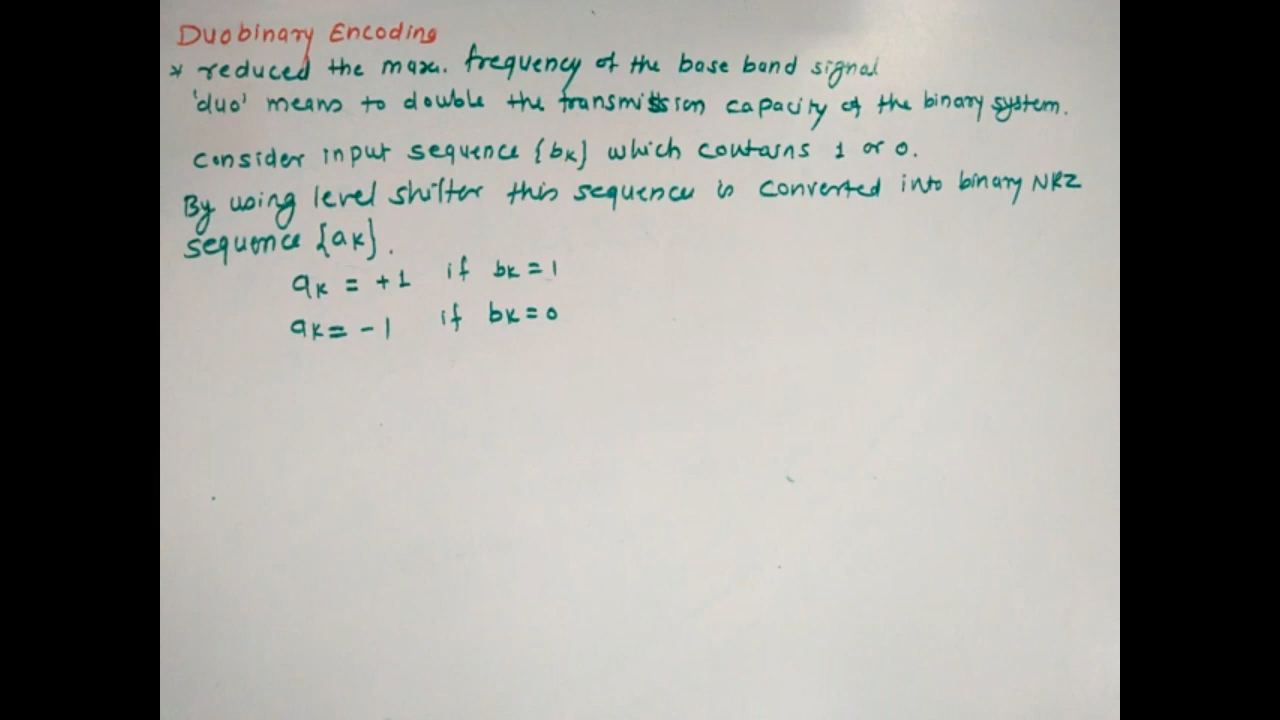 Duobinary Encoding
* reduced the max. frequency of the base band signal
'duo' means to double the transmission capacity of the binary system.
Consider input sequence {bk} which contains 1 or 0.
By using level shifter this sequence is converted into binary NRZ
sequence {ak}.
ak = +1 if bk = 1
ak = -1 if bk = 0